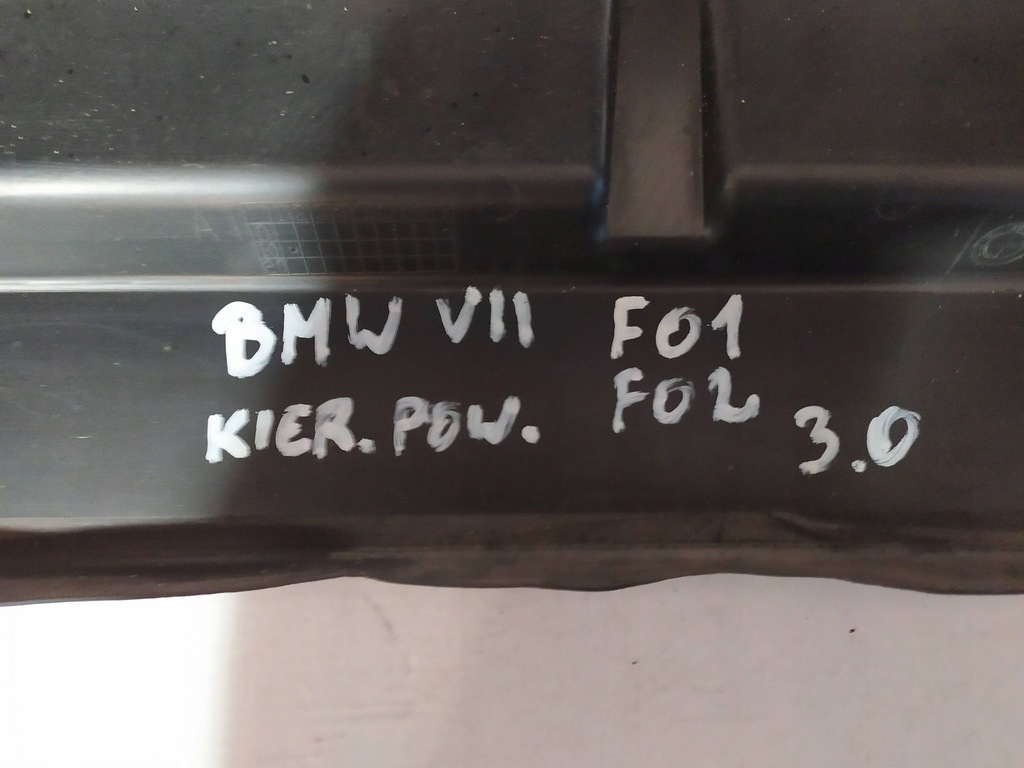 BMW VII F01
KIER. POW. F02
3.0